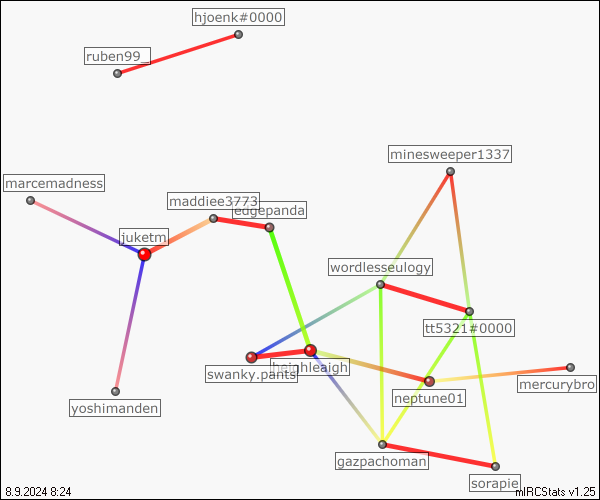 hjoenk#0000
ruben99_
minesweeper1337
marcemadness
maddiee3773
edgepanda
juketm
wordlesseulogy
tt5321#0000
heighleaigh
swanky.pants
mercurybro
neptune01
yoshimanden
gazpachoman
sorapie
8.9.2024 8:24
mIRCStats v1.25